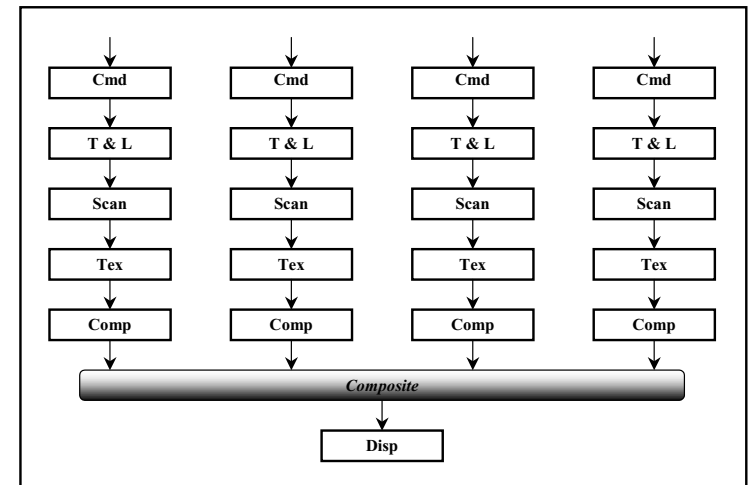 Cmd Cmd Cmd Cmd
T & L T & L T & L T & L
Scan Scan Scan Scan
Tex Tex Tex Tex
Comp Comp Comp Comp
Composite
Disp